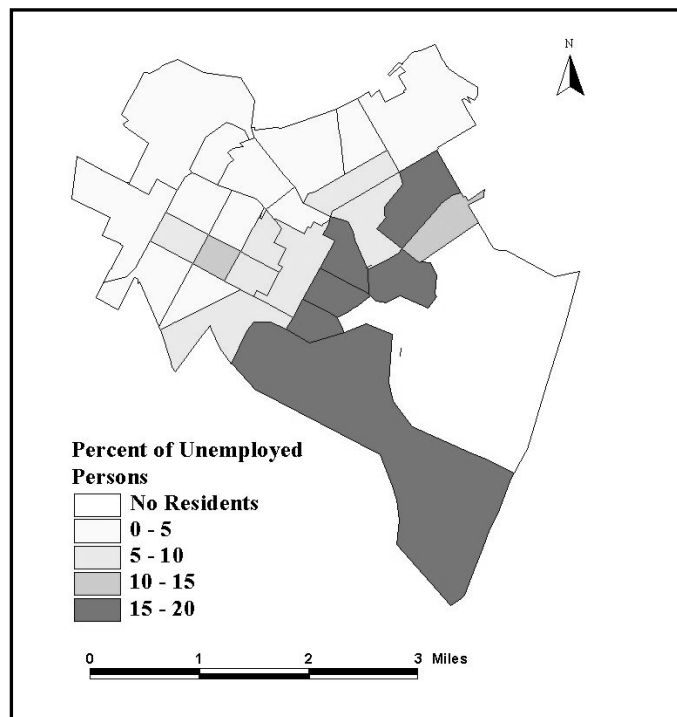 N
Percent of Unemployed
Persons
No Residents
0 - 5
5 - 10
10 - 15
15 - 20
0 1 2 3 Miles